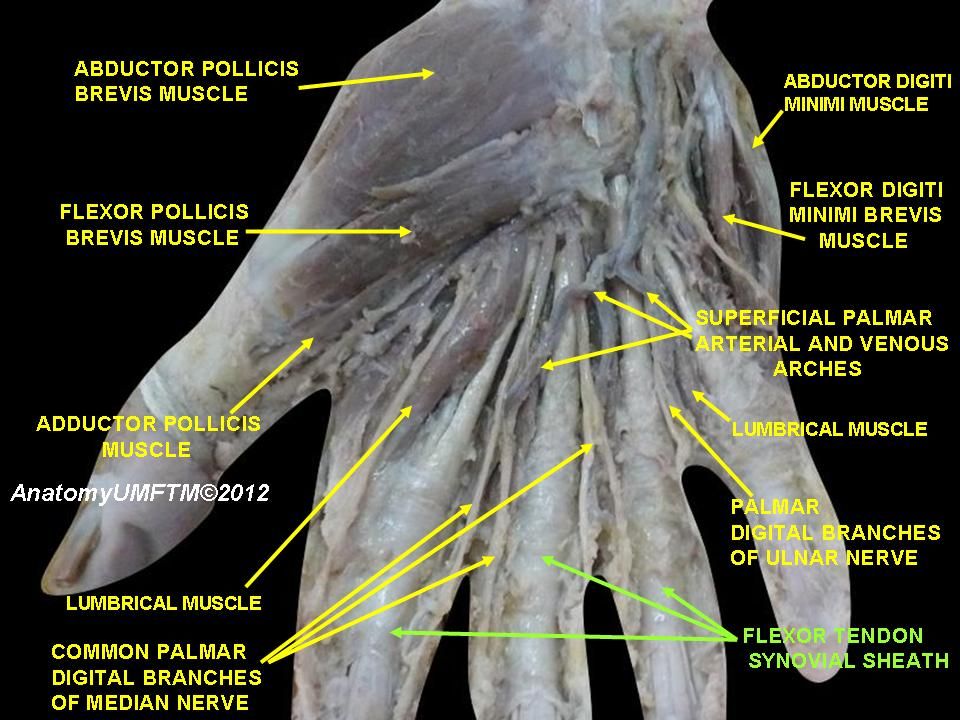 ABDUCTOR POLLICIS
BREVIS MUSCLE
ABDUCTOR DIGITI
MINIMI MUSCLE
FLEXOR POLLICIS
BREVIS MUSCLE
FLEXOR DIGITI
MINIMI BREVIS
MUSCLE
SUPERFICIAL PALMAR
ARTERIAL AND VENOUS
ARCHES
ADDUCTOR POLLICIS
MUSCLE
LUMBRICAL MUSCLE
AnatomyUMFTM©2012
PALMAR
DIGITAL BRANCHES
OF ULNAR NERVE
LUMBRICAL MUSCLE
COMMON PALMAR
DIGITAL BRANCHES
OF MEDIAN NERVE
FLEXOR TENDON
SYNOVIAL SHEATH